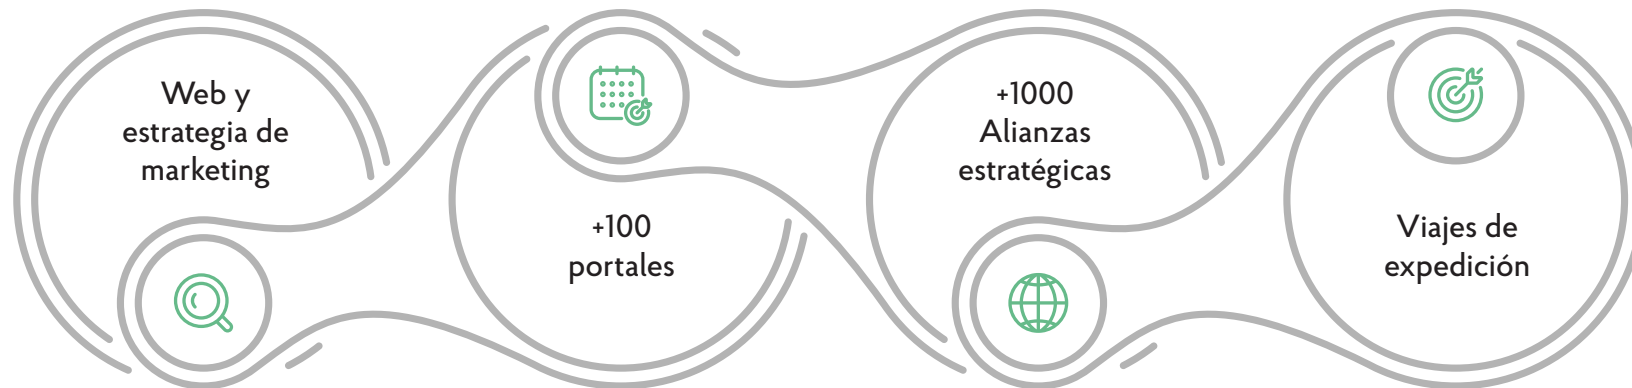 Web y
estrategia de
marketing
+100
portales
+1000
Alianzas
estratégicas
Viajes de
expedición